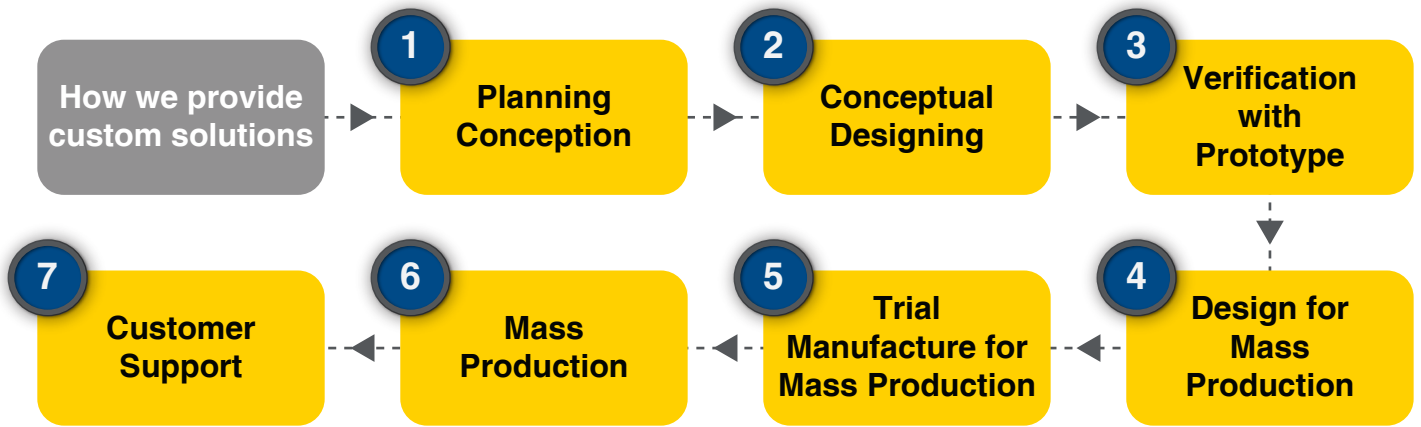 How we provide
custom solutions
1
Planning
Conception
2
Conceptual
Designing
3
Verification
with
Prototype
4
Design for
Mass
Production
5
Trial
Manufacture for
Mass Production
6
Mass
Production
7
Customer
Support